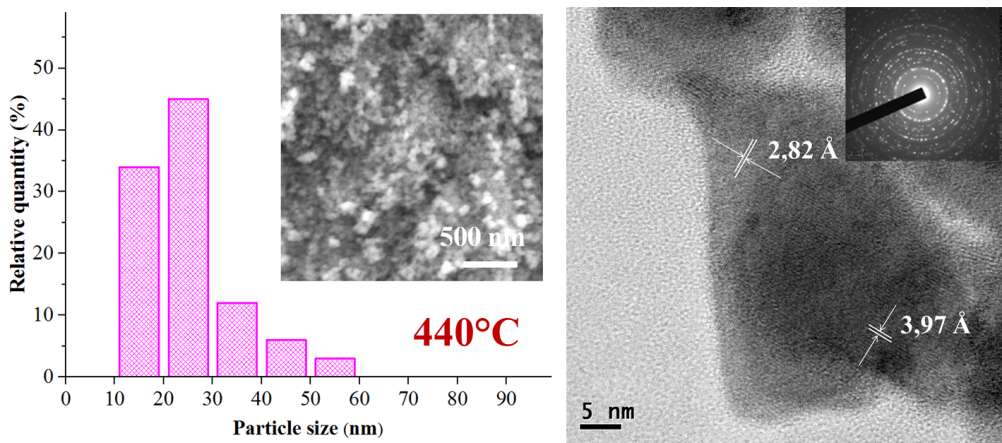 Relative quantity (%)
50
40
30
20
10
0
0 10 20 30 40 50 60 70 80 90
Particle size (nm)
500 nm
440°C
2,82 Å
3,97 Å
5 nm